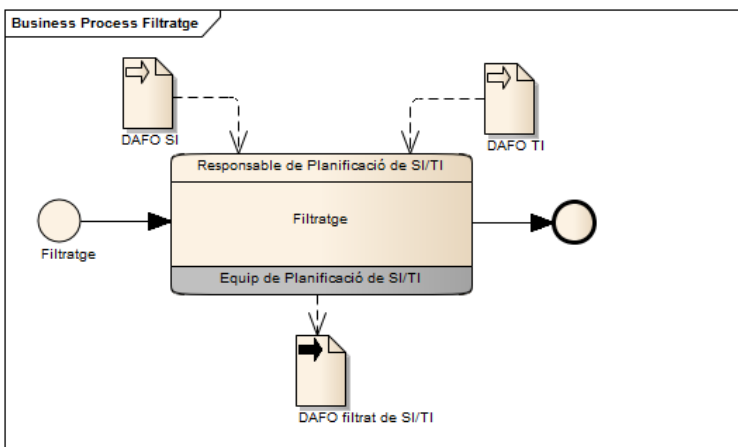 Business Process Filtratge
DAFO SI
DAFO TI
Responsable de Planificació de SI/TI
Filtratge
Filtratge
Equip de Planificació de SI/TI
DAFO filtrat de SI/TI